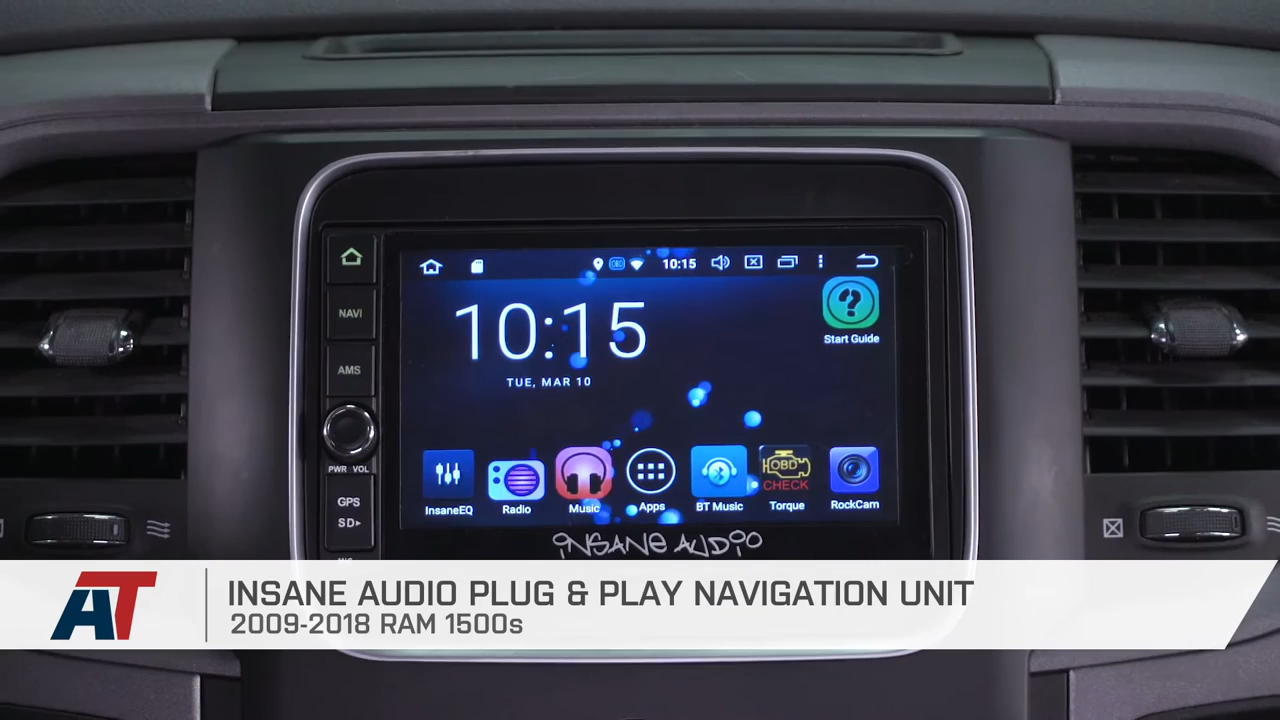 10:15
NAVI
10:15
Start Guide
TUE, MAR 10
AMS
PWR VOL
OBD
CHECK
InsaneEQ
Radio
Music
Apps
BT Music
Torque
RockCam
GPS
SD
INSANE AUDIO
AT
INSANE AUDIO PLUG & PLAY NAVIGATION UNIT
2009-2018 RAM 1500s